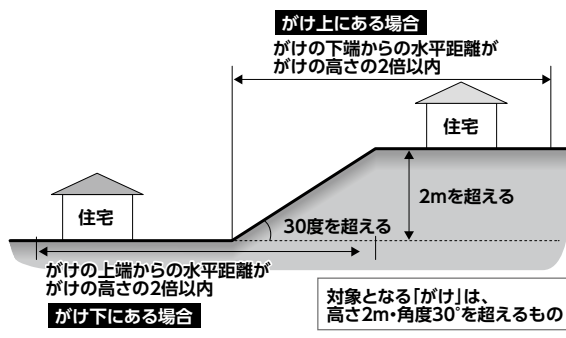 がけ上にある場合
がけの下端からの水平距離が
がけの高さの2倍以内
住宅
住宅
2mを超える
30度を超える
がけの上端からの水平距離が
がけの高さの2倍以内
がけ下にある場合
対象となる「がけ」は、
高さ2m・角度30°を超えるもの